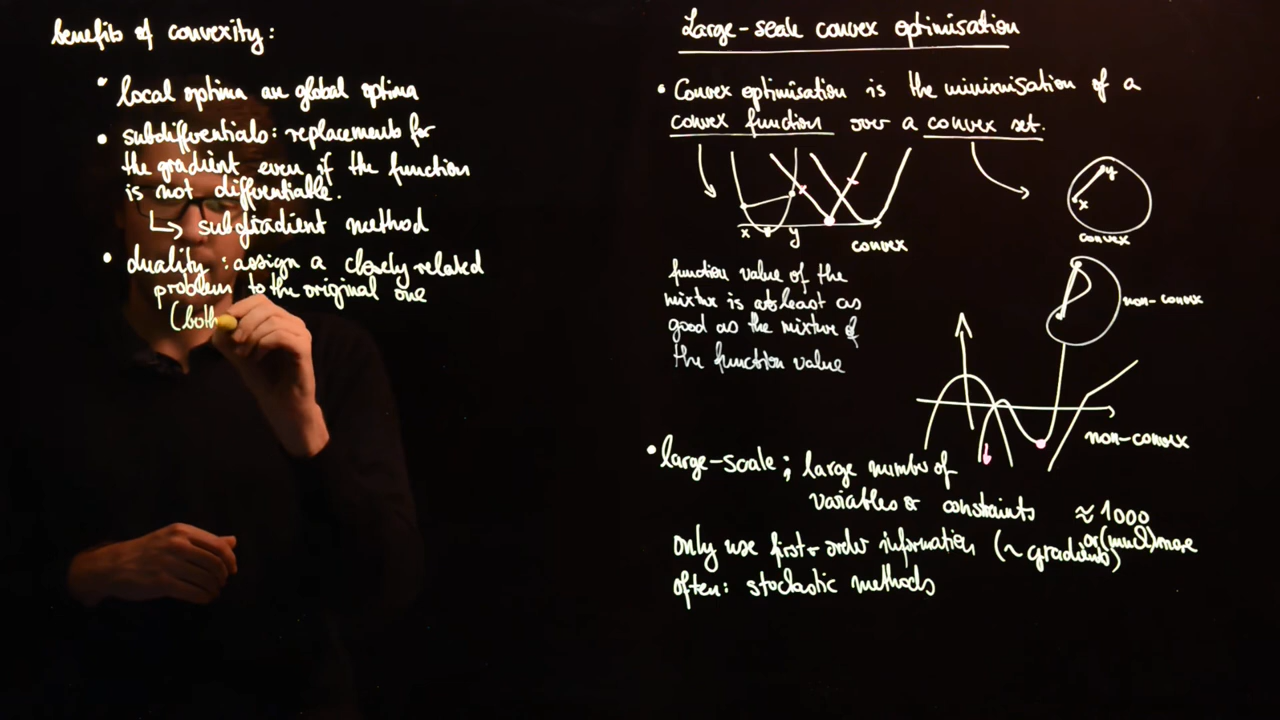 benefits of convexity:
• local optima are global optima
• subdifferentials: replacements for
the gradient even if the function
is not differentiable.
↳ subgradient method
• duality: assign a closely related
problem to the original one
(both
Large-scale convex optimisation
• Convex optimisation is the minimisation of a
convex function over a convex set.
x y
convex
x y
convex
non-convex
function value of the
mixture is at least as
good as the mixture of
the function value
non-convex
• large-scale: large number of
variables or constraints ≈ 1000
or (much) more
only use first-order information (~ gradients)
often: stochastic methods